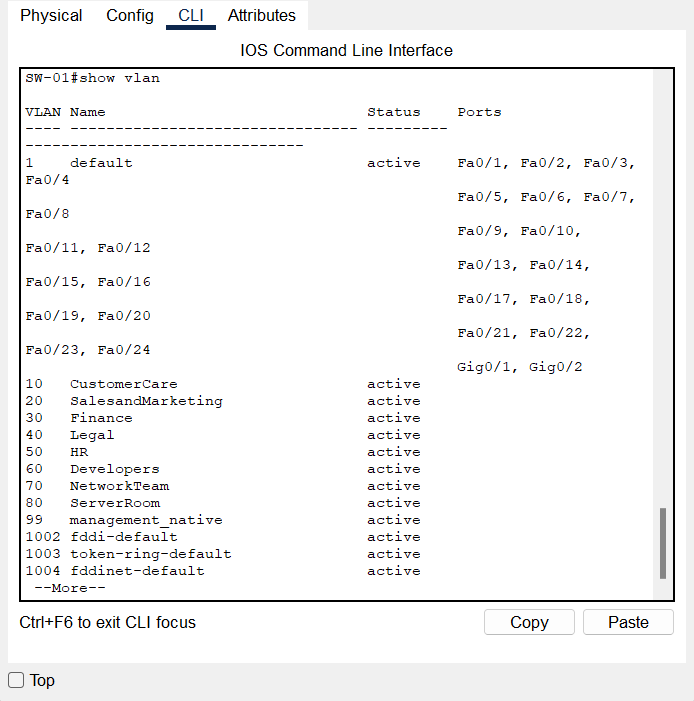 Physical Config CLI Attributes
IOS Command Line Interface
SW-01#show vlan
VLAN Name Status Ports
---- -------------------------------- ---------
-------------------------------
1 default active Fa0/1, Fa0/2, Fa0/3,
Fa0/4
Fa0/5, Fa0/6, Fa0/7,
Fa0/8
Fa0/9, Fa0/10,
Fa0/11, Fa0/12
Fa0/13, Fa0/14,
Fa0/15, Fa0/16
Fa0/17, Fa0/18,
Fa0/19, Fa0/20
Fa0/21, Fa0/22,
Fa0/23, Fa0/24
Gig0/1, Gig0/2
10 CustomerCare active
20 SalesandMarketing active
30 Finance active
40 Legal active
50 HR active
60 Developers active
70 NetworkTeam active
80 ServerRoom active
99 management_native active
1002 fddi-default active
1003 token-ring-default active
1004 fddinet-default active
--More--
Ctrl+F6 to exit CLI focus Copy Paste
Top